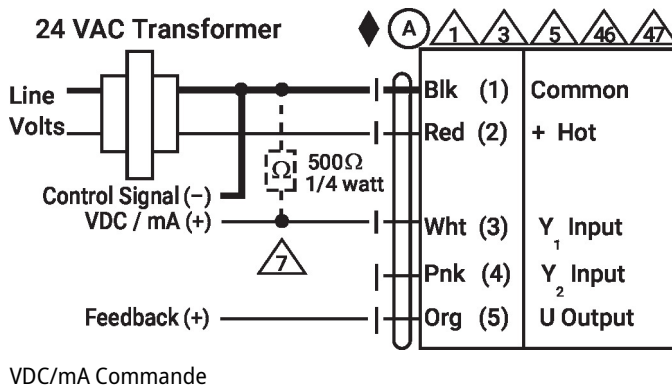 24 VAC Transformer
A 1 3 5 46 47
Line
Volts
Blk (1) Common
Red (2) + Hot
Ω 500Ω
1/4 watt
Control Signal (–)
VDC / mA (+)
7
Wht (3) Y1 Input
Pnk (4) Y2 Input
Feedback (+)
Org (5) U Output
VDC/mA Commande